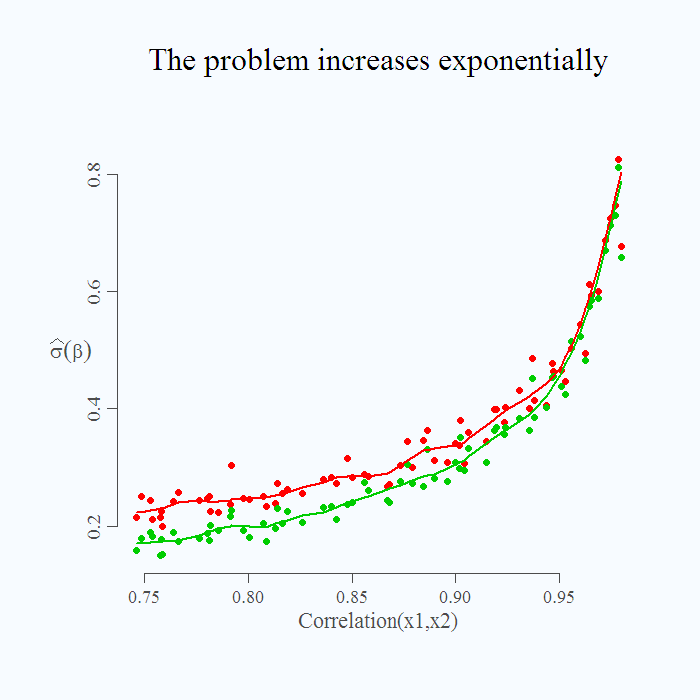 The problem increases exponentially
0.8
0.6
σ̂(β)
0.4
0.2
0.75 0.80 0.85 0.90 0.95
Correlation(x1,x2)